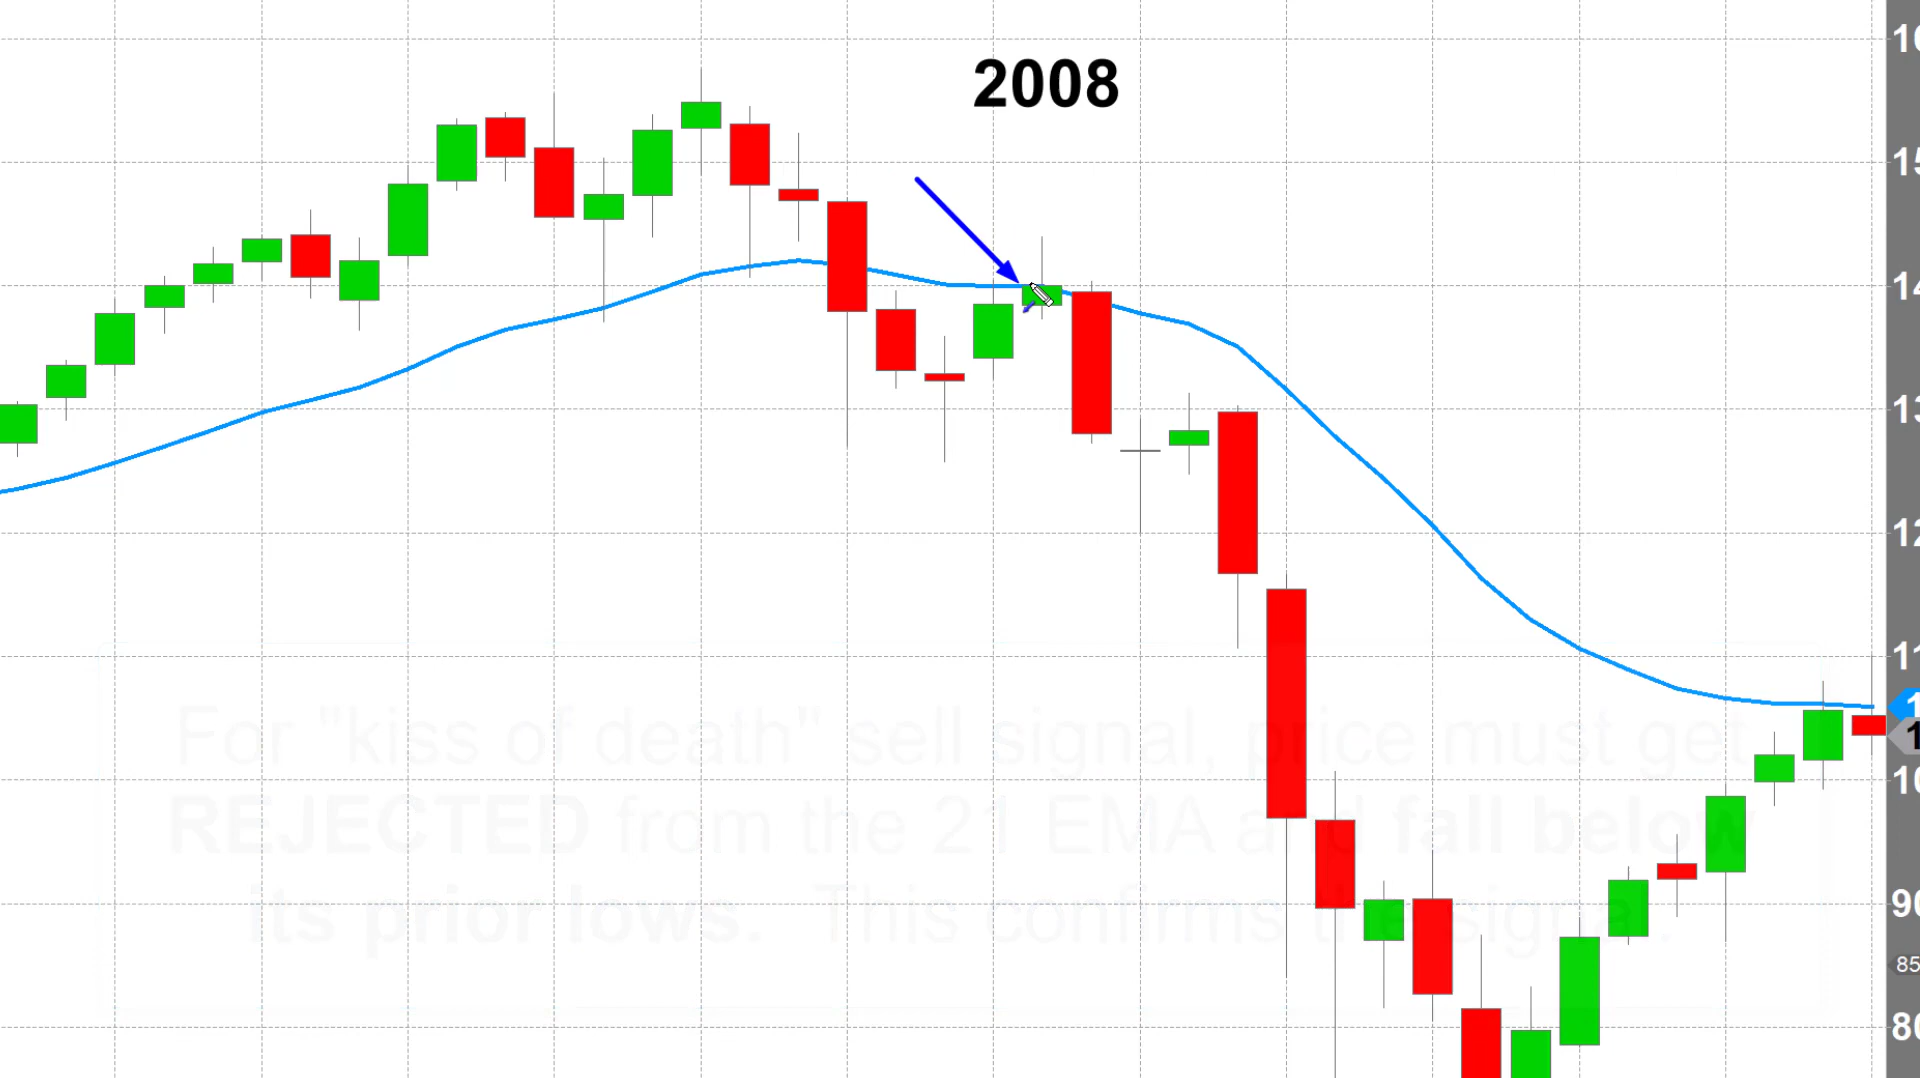 2008
For "kiss of death" sell signal, price must get
REJECTED from the 21 EMA and fall below
its prior lows. This confirms the signal.
85